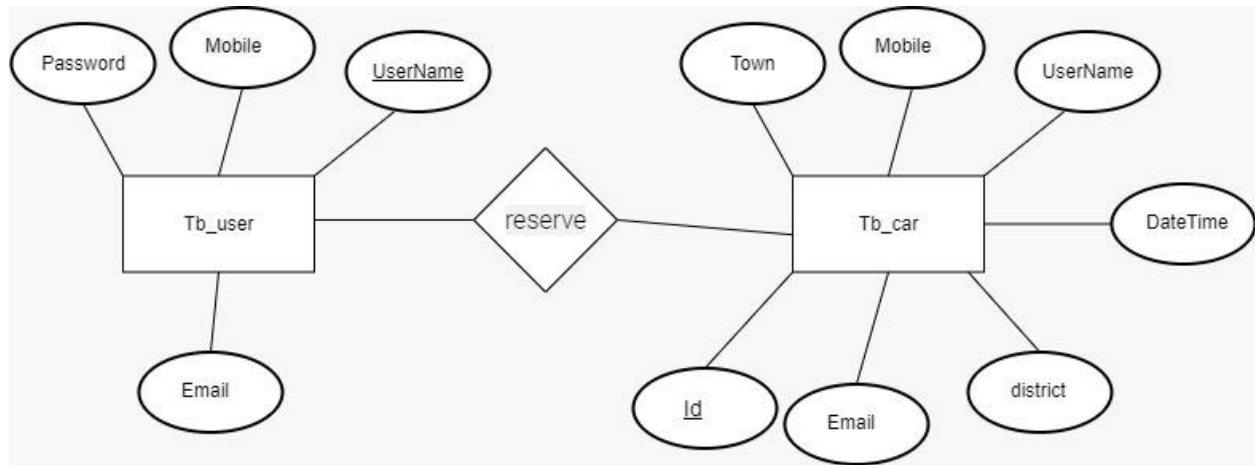 Password
Mobile
UserName
Town
Mobile
UserName
Tb_user
reserve
Tb_car
DateTime
Email
Id
Email
district